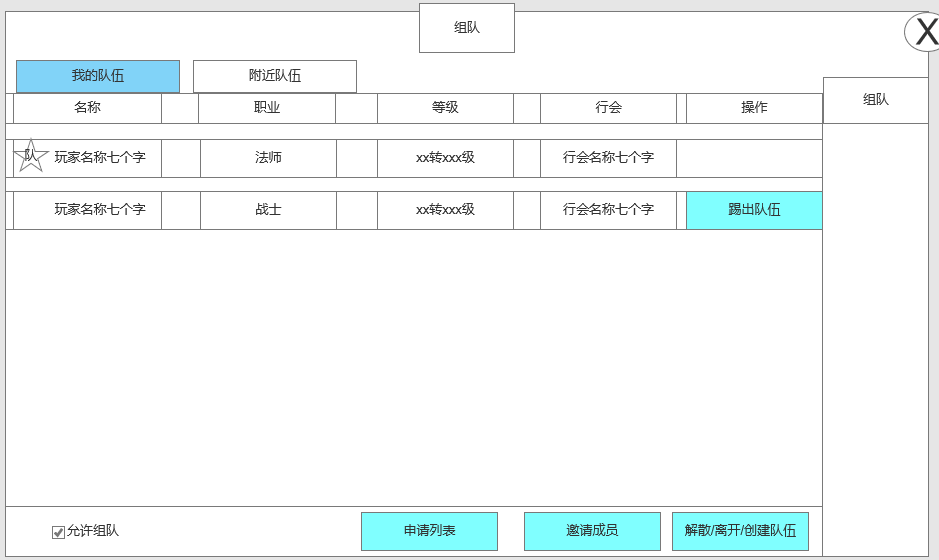 组队
X
我的队伍 附近队伍
名称 职业 等级 行会 操作 组队
队 玩家名称七个字 法师 xx转xxx级 行会名称七个字
玩家名称七个字 战士 xx转xxx级 行会名称七个字 踢出队伍
允许组队 申请列表 邀请成员 解散/离开/创建队伍